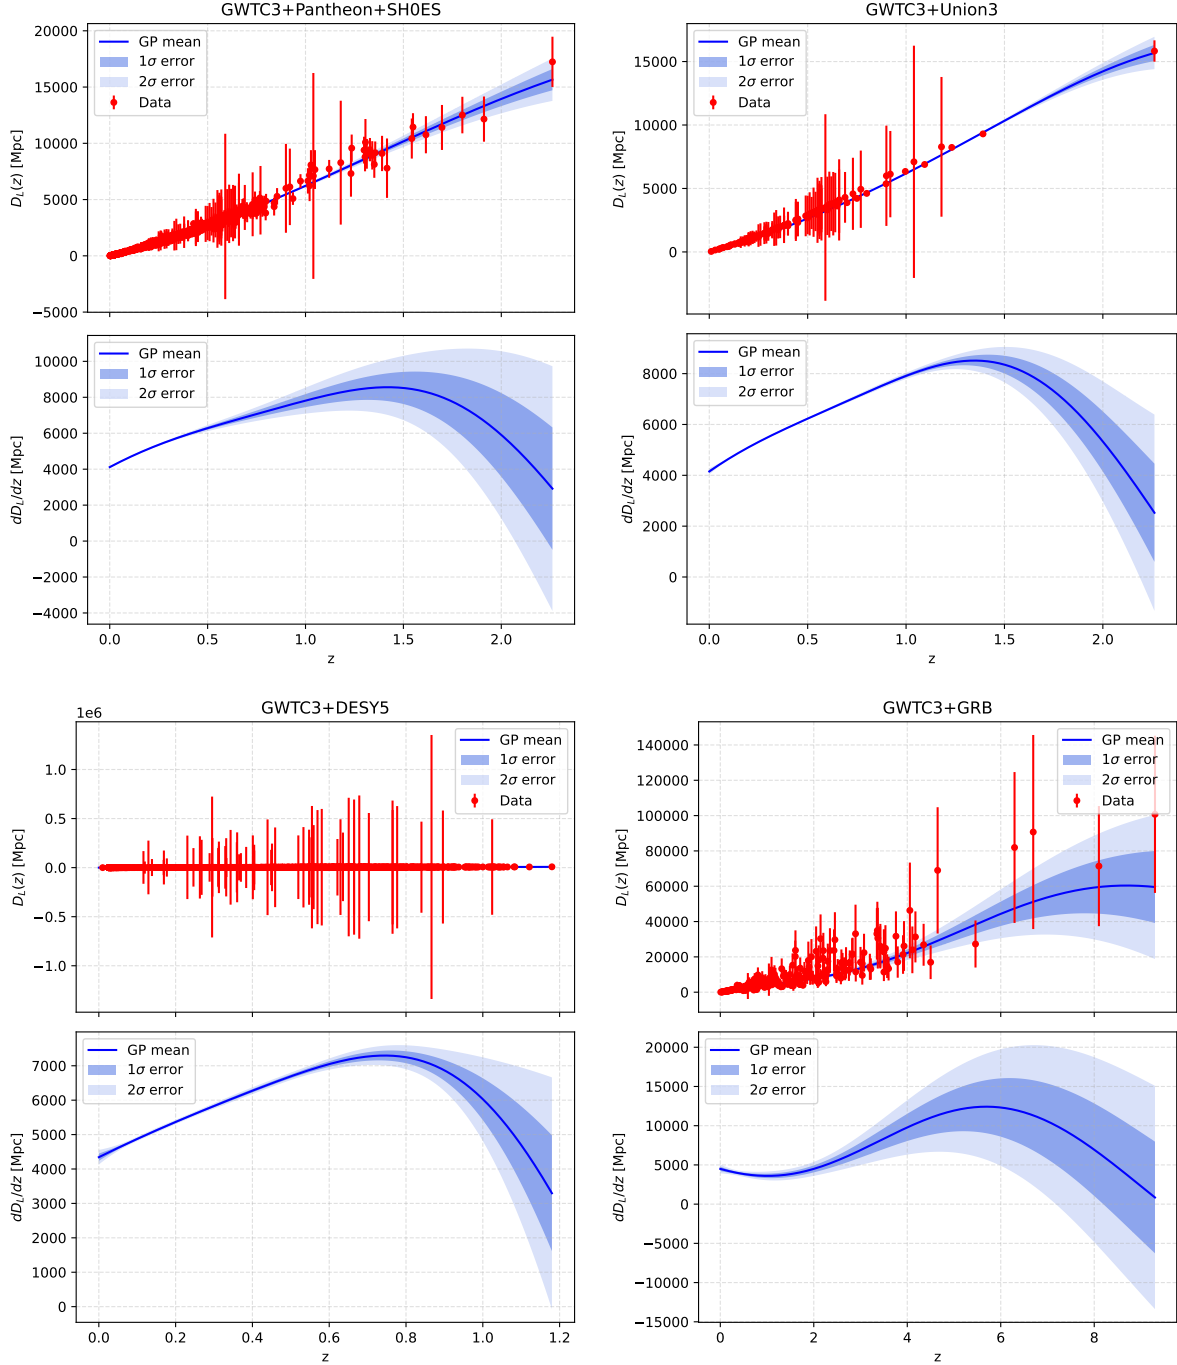 GWTC3+Pantheon+SH0ES
20000
15000
10000
5000
0
−5000
D_L(z) [Mpc]
GP mean
1σ error
2σ error
Data
10000
8000
6000
4000
2000
0
−2000
−4000
dD_L/dz [Mpc]
GP mean
1σ error
2σ error
0.0 0.5 1.0 1.5 2.0
z
GWTC3+Union3
15000
10000
5000
0
D_L(z) [Mpc]
GP mean
1σ error
2σ error
Data
8000
6000
4000
2000
0
dD_L/dz [Mpc]
GP mean
1σ error
2σ error
0.0 0.5 1.0 1.5 2.0
z
GWTC3+DESY5
1e6
1.0
0.5
0.0
−0.5
−1.0
D_L(z) [Mpc]
GP mean
1σ error
2σ error
Data
7000
6000
5000
4000
3000
2000
1000
0
dD_L/dz [Mpc]
GP mean
1σ error
2σ error
0.0 0.2 0.4 0.6 0.8 1.0 1.2
z
GWTC3+GRB
140000
120000
100000
80000
60000
40000
20000
0
D_L(z) [Mpc]
GP mean
1σ error
2σ error
Data
20000
15000
10000
5000
0
−5000
−10000
−15000
dD_L/dz [Mpc]
GP mean
1σ error
2σ error
0 2 4 6 8
z